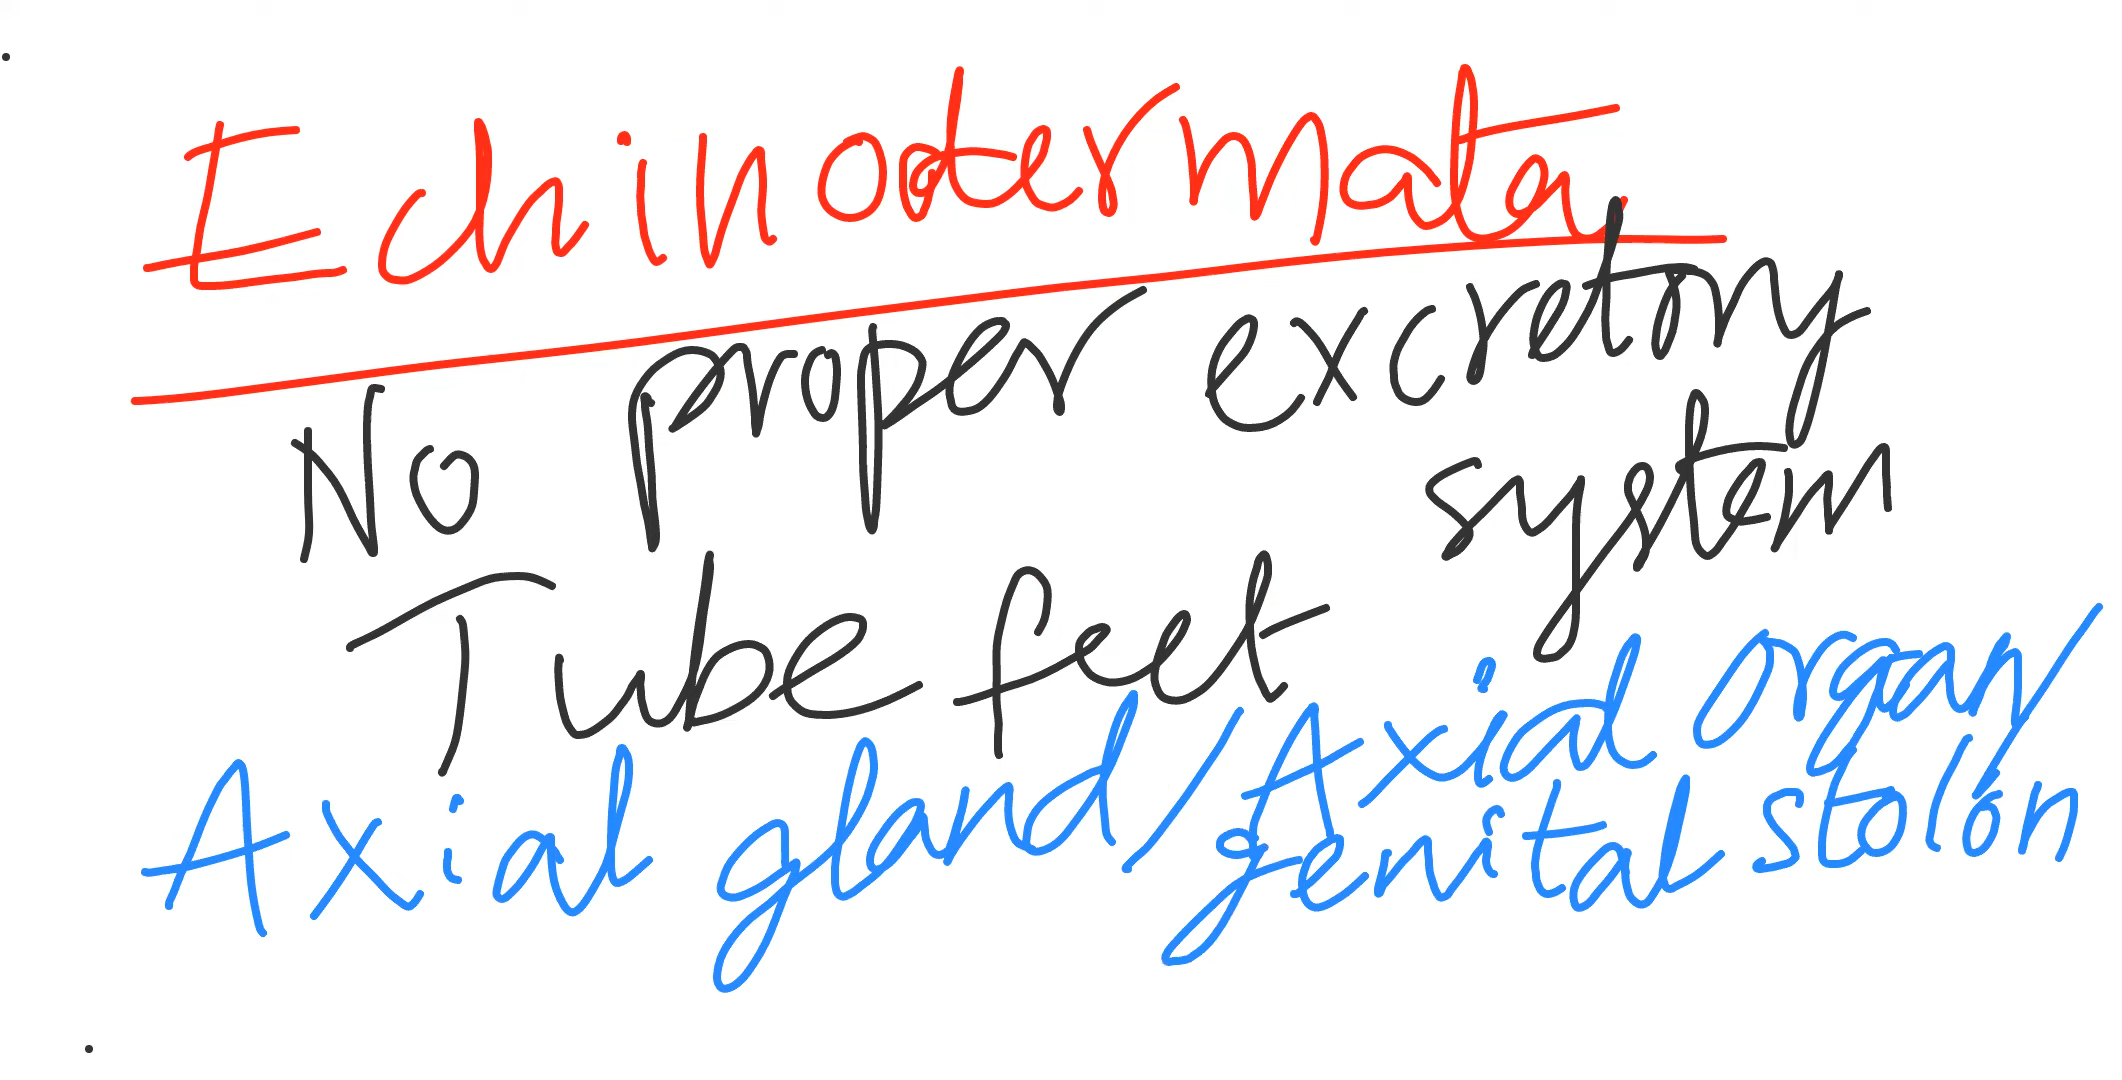 Echinodermata
No proper excretory
system
Tube feet
Axial gland/Axial organ/
genital stolon